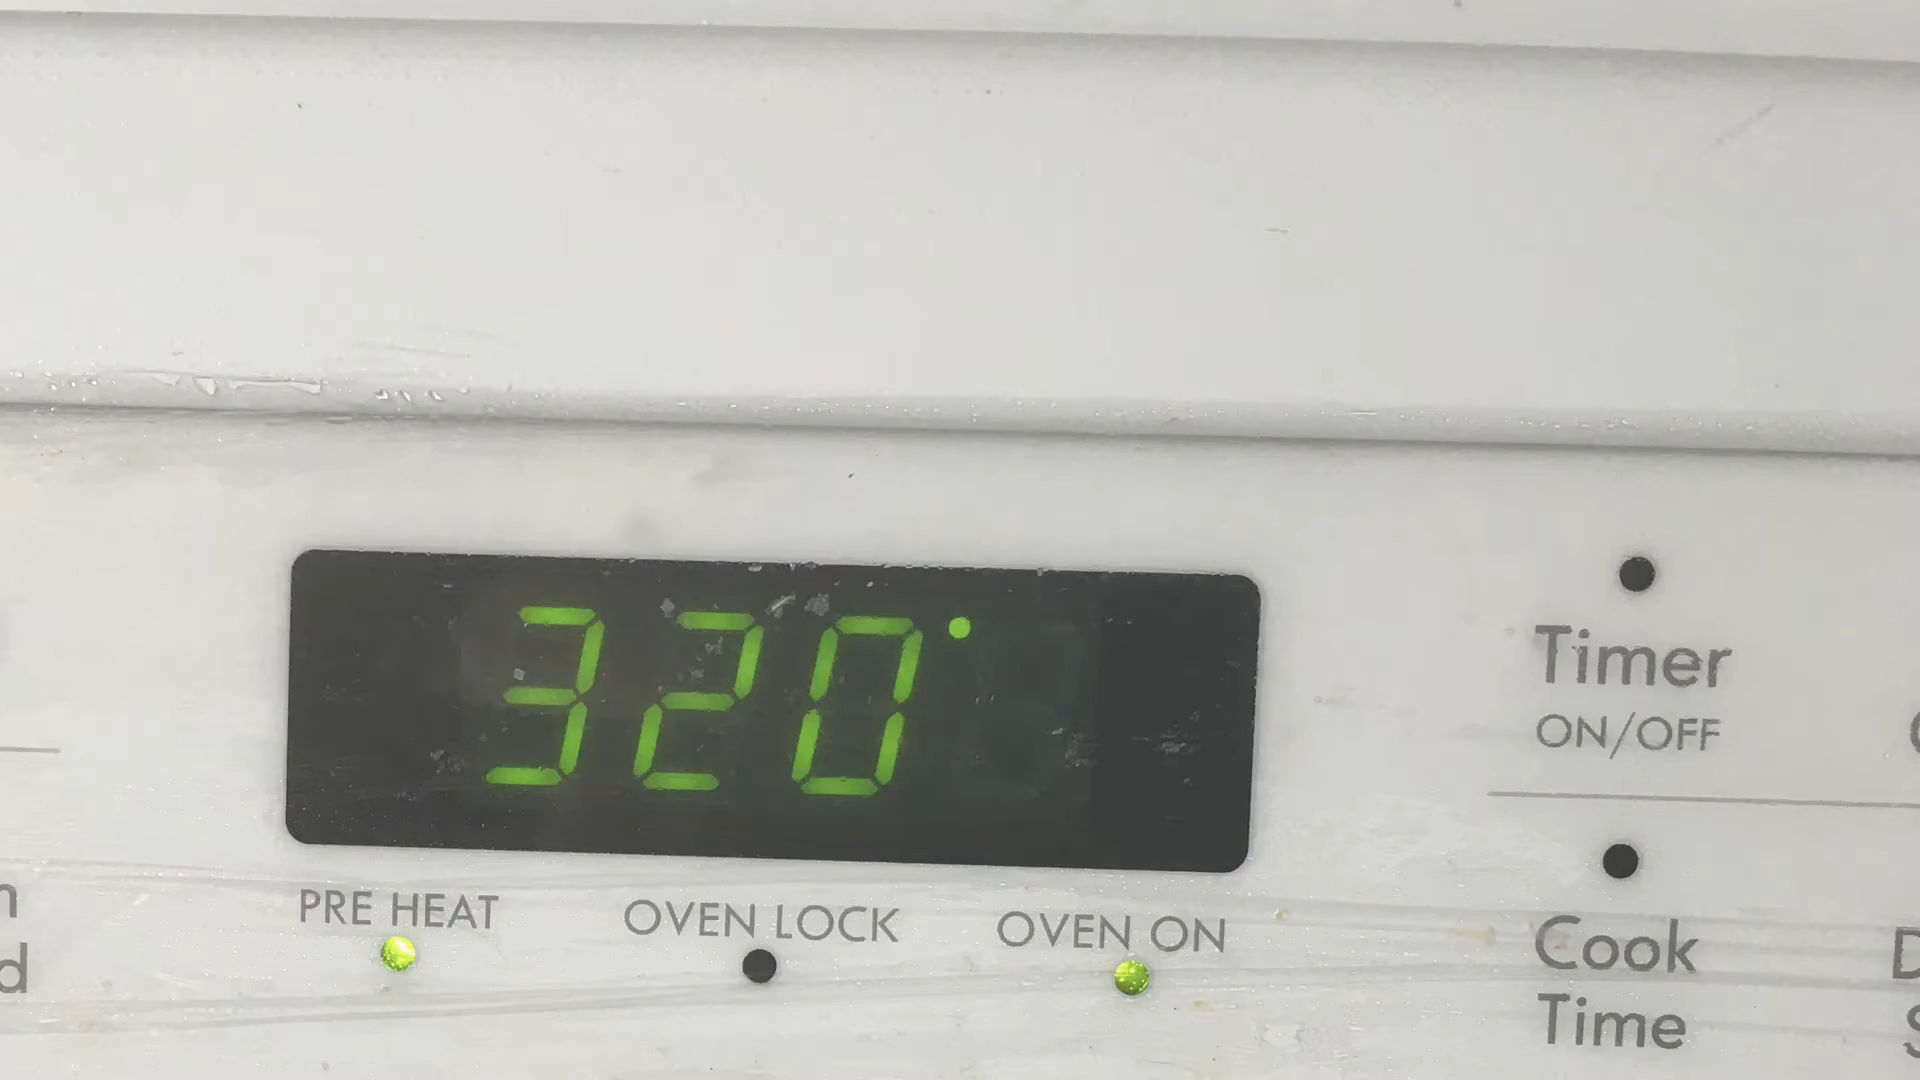 320°
PRE HEAT
OVEN LOCK
OVEN ON
Timer
ON/OFF
Cook
Time